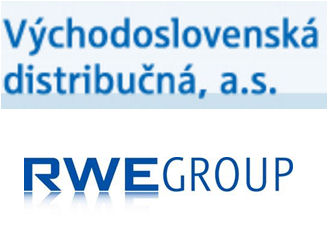 Východoslovenská
distribučná, a.s.
RWEGROUP